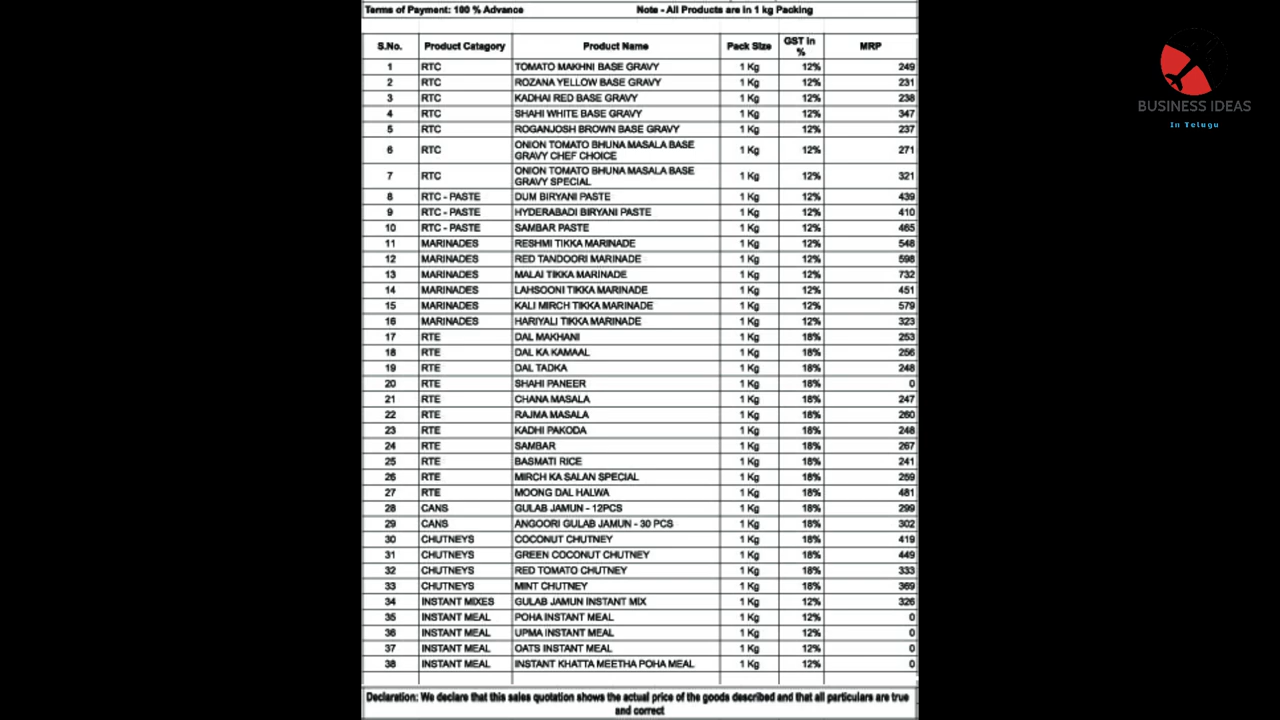 Terms of Payment: 100 % Advance Note - All Products are in 1 kg Packing
S.No. Product Catagory Product Name Pack Size GST in % MRP
1 RTC TOMATO MAKHNI BASE GRAVY 1 Kg 12% 249
2 RTC ROZANA YELLOW BASE GRAVY 1 Kg 12% 231
3 RTC KADHAI RED BASE GRAVY 1 Kg 12% 238
4 RTC SHAHI WHITE BASE GRAVY 1 Kg 12% 347
5 RTC ROGANJOSH BROWN BASE GRAVY 1 Kg 12% 237
6 RTC ONION TOMATO BHUNA MASALA BASE GRAVY CHEF CHOICE 1 Kg 12% 271
7 RTC ONION TOMATO BHUNA MASALA BASE GRAVY SPECIAL 1 Kg 12% 321
8 RTC - PASTE DUM BIRYANI PASTE 1 Kg 12% 439
9 RTC - PASTE HYDERABADI BIRYANI PASTE 1 Kg 12% 410
10 RTC - PASTE SAMBAR PASTE 1 Kg 12% 465
11 MARINADES RESHMI TIKKA MARINADE 1 Kg 12% 548
12 MARINADES RED TANDOORI MARINADE 1 Kg 12% 598
13 MARINADES MALAI TIKKA MARINADE 1 Kg 12% 732
14 MARINADES LAHSOONI TIKKA MARINADE 1 Kg 12% 451
15 MARINADES KALI MIRCH TIKKA MARINADE 1 Kg 12% 579
16 MARINADES HARIYALI TIKKA MARINADE 1 Kg 12% 323
17 RTE DAL MAKHANI 1 Kg 18% 253
18 RTE DAL KA KAMAAL 1 Kg 18% 256
19 RTE DAL TADKA 1 Kg 18% 248
20 RTE SHAHI PANEER 1 Kg 18% 0
21 RTE CHANA MASALA 1 Kg 18% 247
22 RTE RAJMA MASALA 1 Kg 18% 260
23 RTE KADHI PAKODA 1 Kg 18% 248
24 RTE SAMBAR 1 Kg 18% 267
25 RTE BASMATI RICE 1 Kg 18% 241
26 RTE MIRCH KA SALAN SPECIAL 1 Kg 18% 259
27 RTE MOONG DAL HALWA 1 Kg 18% 481
28 CANS GULAB JAMUN - 12PCS 1 Kg 18% 299
29 CANS ANGOORI GULAB JAMUN - 30 PCS 1 Kg 18% 302
30 CHUTNEYS COCONUT CHUTNEY 1 Kg 18% 419
31 CHUTNEYS GREEN COCONUT CHUTNEY 1 Kg 18% 449
32 CHUTNEYS RED TOMATO CHUTNEY 1 Kg 18% 333
33 CHUTNEYS MINT CHUTNEY 1 Kg 18% 369
34 INSTANT MIXES GULAB JAMUN INSTANT MIX 1 Kg 12% 326
35 INSTANT MEAL POHA INSTANT MEAL 1 Kg 12% 0
36 INSTANT MEAL UPMA INSTANT MEAL 1 Kg 12% 0
37 INSTANT MEAL OATS INSTANT MEAL 1 Kg 12% 0
38 INSTANT MEAL INSTANT KHATTA MEETHA POHA MEAL 1 Kg 12% 0
Declaration: We declare that this sales quotation shows the actual price of the goods described and that all particulars are true
and correct
BUSINESS IDEAS
In Telugu